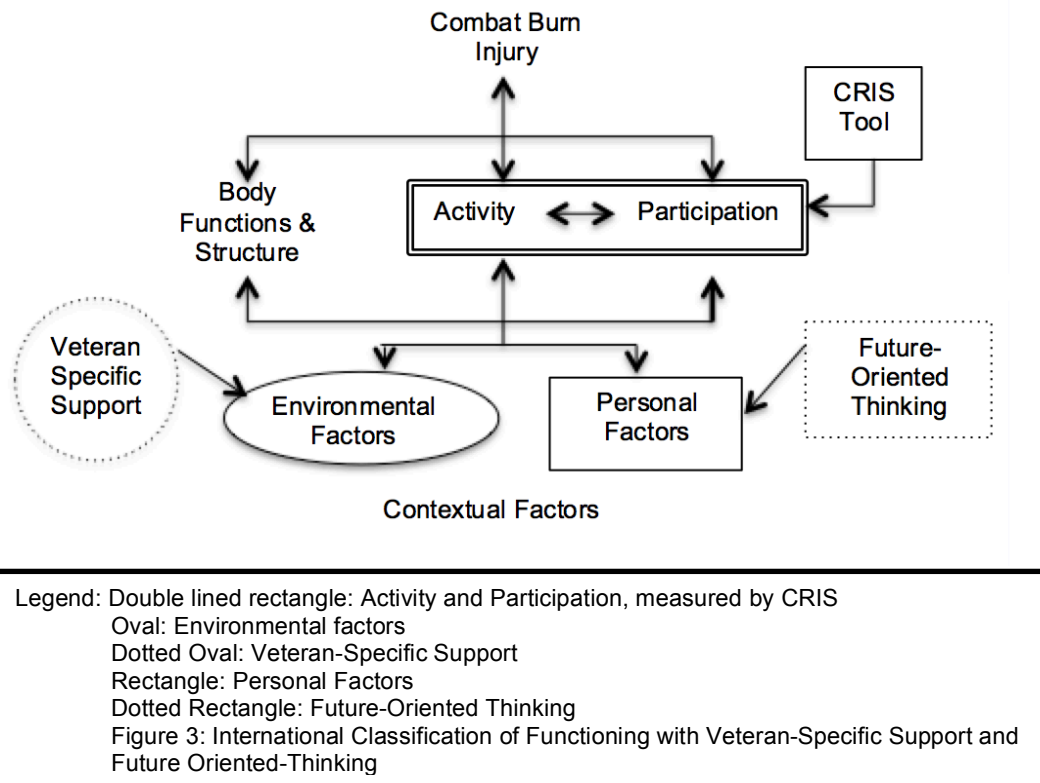 Combat Burn
Injury
CRIS
Tool
Body
Functions &
Structure
Activity
Participation
Veteran
Specific
Support
Environmental
Factors
Personal
Factors
Future-
Oriented
Thinking
Contextual Factors
Legend: Double lined rectangle: Activity and Participation, measured by CRIS
Oval: Environmental factors
Dotted Oval: Veteran-Specific Support
Rectangle: Personal Factors
Dotted Rectangle: Future-Oriented Thinking
Figure 3: International Classification of Functioning with Veteran-Specific Support and
Future Oriented-Thinking